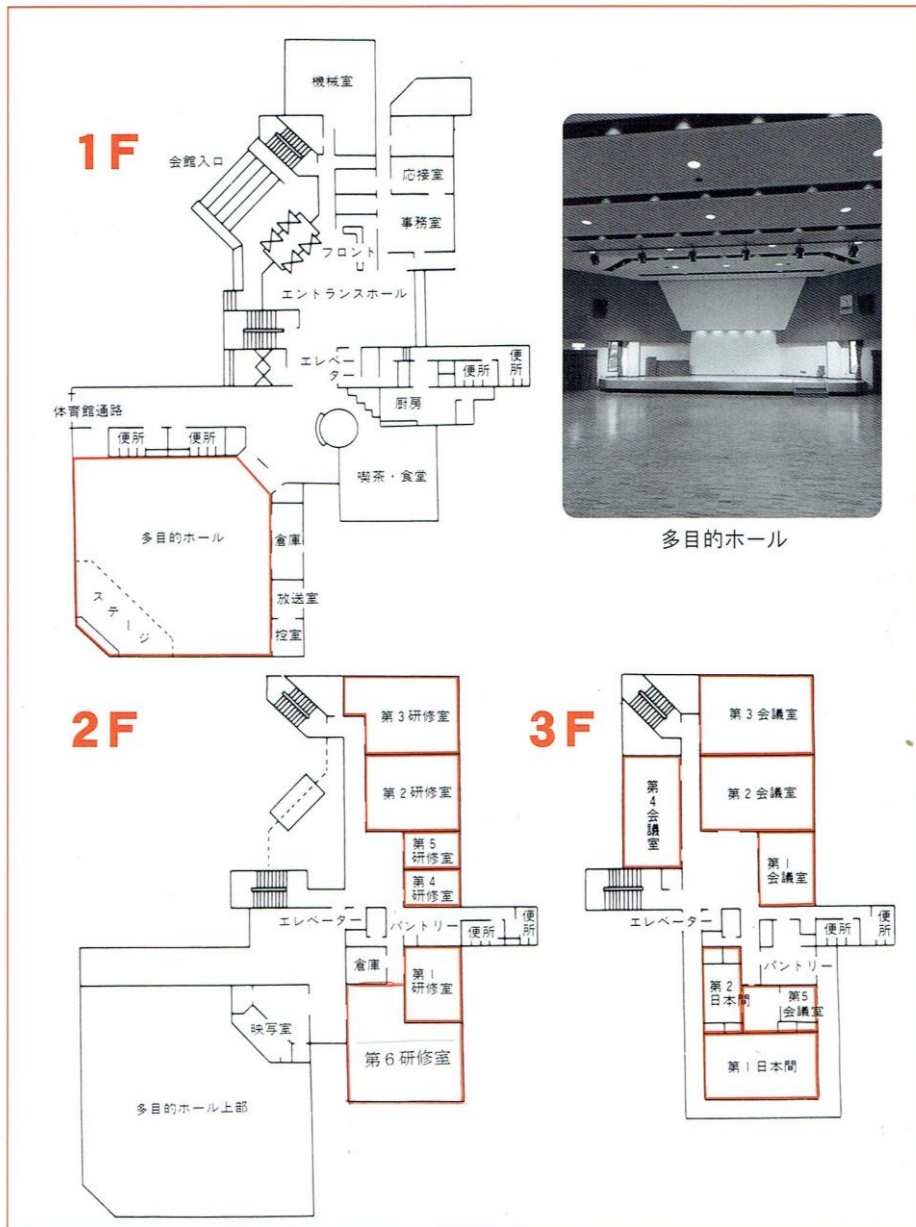 1F
機械室
会館入口
応接室
事務室
フロント
エントランスホール
エレベー
ター
便所
便所
厨房
体育館通路
便所
便所
喫茶・食堂
多目的ホール
倉庫
放送室
控室
ステージ
多目的ホール
2F
第3研修室
第2研修室
第5
研修室
第4
研修室
エレベーター
パントリー
便所
便所
倉庫
第1
研修室
映写室
第6研修室
多目的ホール上部
3F
第3会議室
第4会議室
第2会議室
第1
会議室
エレベーター
便所
便所
パントリー
第2
日本間
第5
会議室
第1日本間